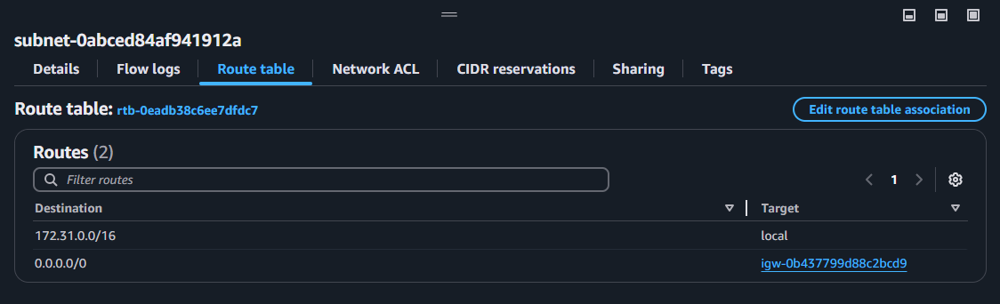 subnet-0abced84af941912a
Details Flow logs Route table Network ACL CIDR reservations Sharing Tags
Route table: rtb-0eadb38c6ee7dfdc7 Edit route table association
Routes (2)
Filter routes 1
Destination Target
172.31.0.0/16 local
0.0.0.0/0 igw-0b437799d88c2bcd9